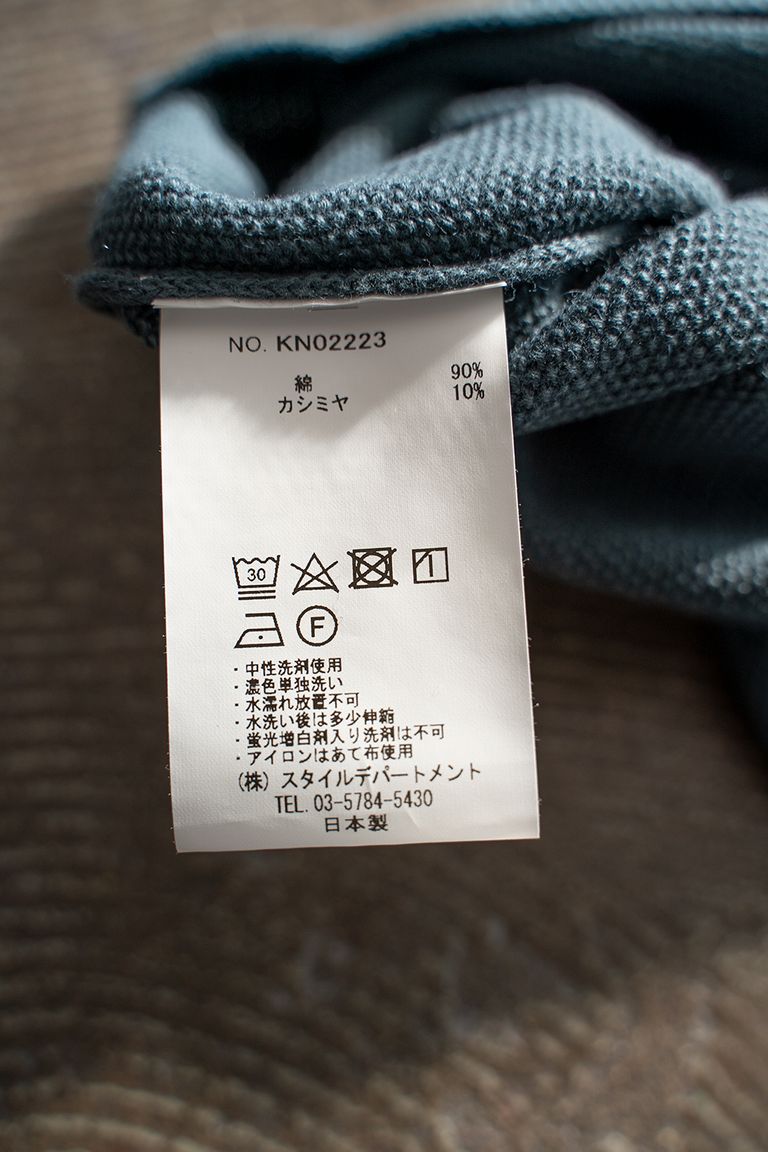 NO. KN02223
綿 90%
カシミヤ 10%
30
F
・中性洗剤使用
・濃色単独洗い
・水濡れ放置不可
・水洗い後は多少伸縮
・蛍光増白剤入り洗剤は不可
・アイロンはあて布使用
(株) スタイルデパートメント
TEL. 03-5784-5430
日本製